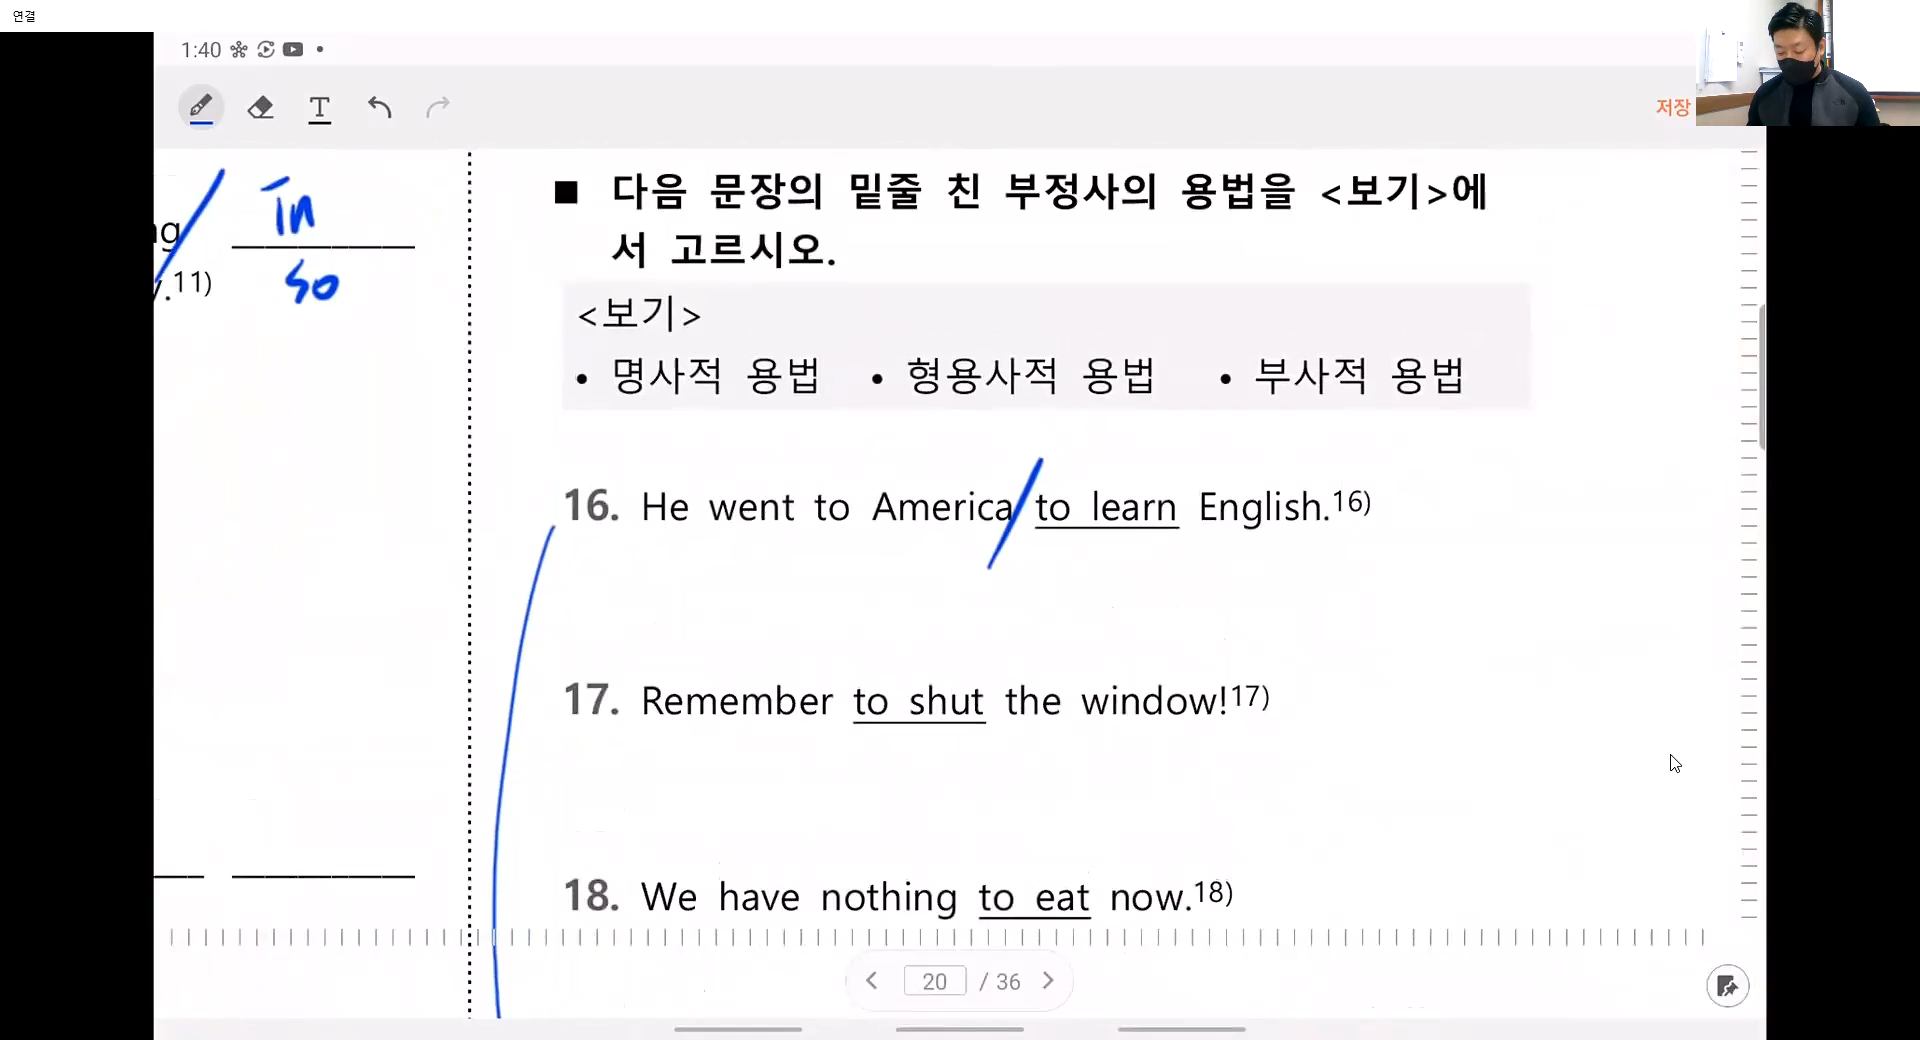 연결
1:40
T
저장
in
so
11)
■ 다음 문장의 밑줄 친 부정사의 용법을 <보기>에
서 고르시오.
<보기>
• 명사적 용법 • 형용사적 용법 • 부사적 용법
16. He went to America to learn English.16)
17. Remember to shut the window!17)
18. We have nothing to eat now.18)
20 / 36